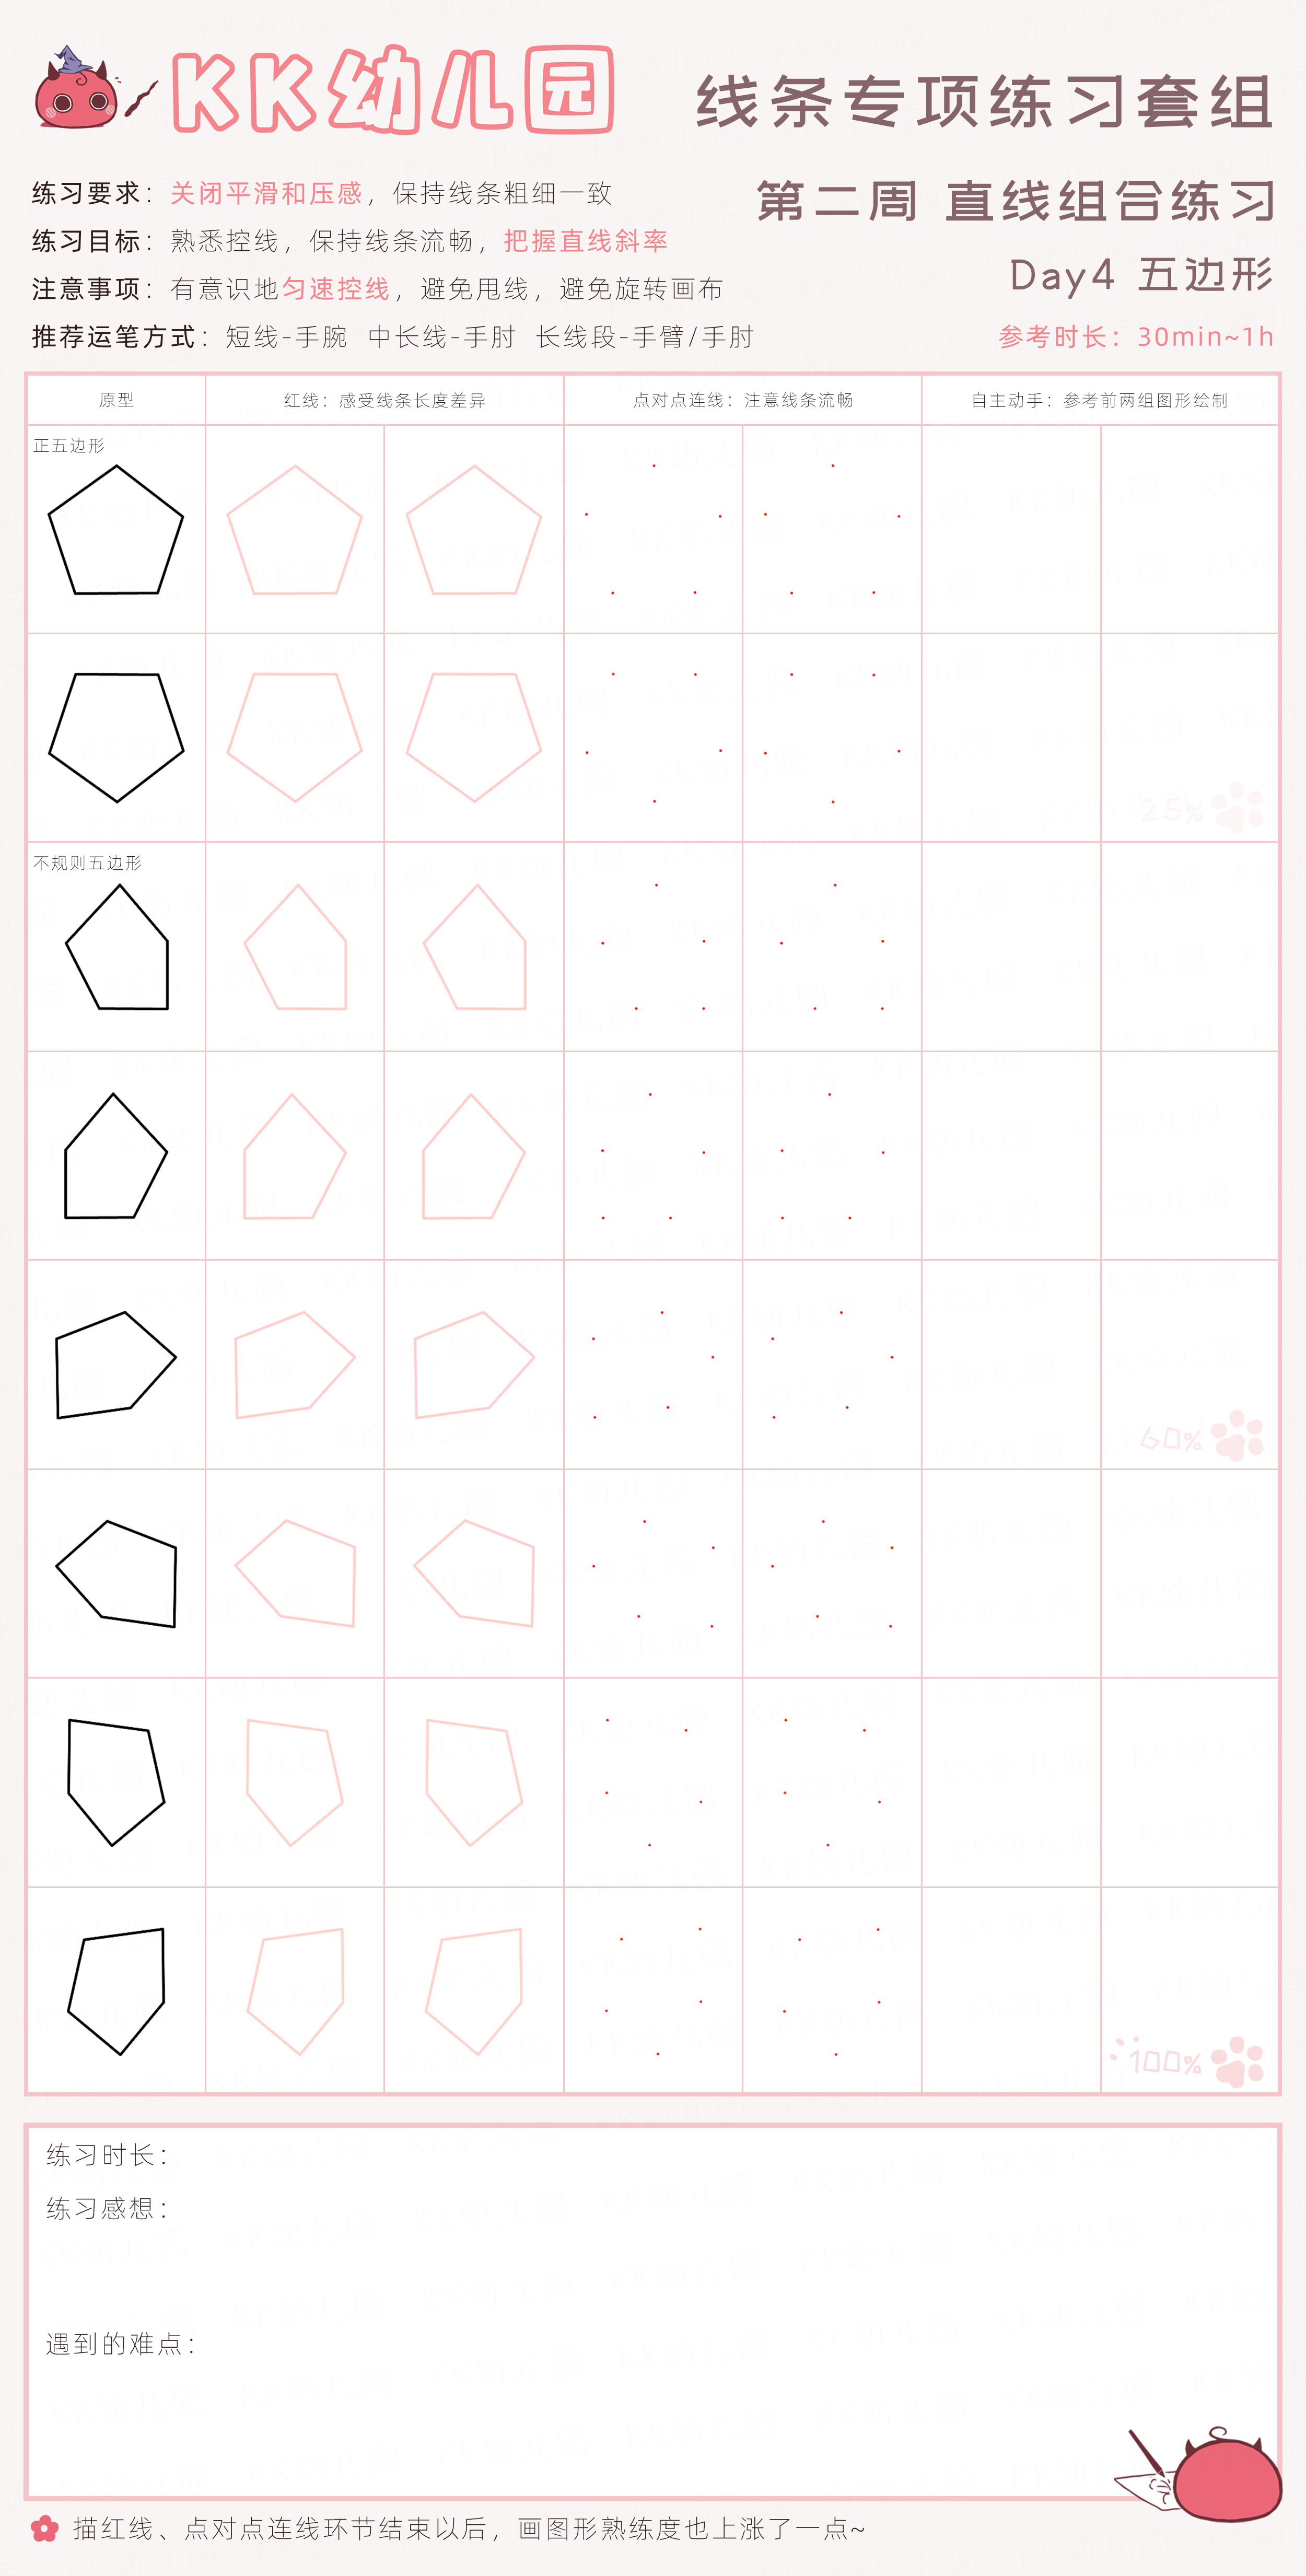 KK幼儿园
线条专项练习套组
第二周 直线组合练习
Day4 五边形
参考时长：30min~1h
练习要求：关闭平滑和压感，保持线条粗细一致
练习目标：熟悉控线，保持线条流畅，把握直线斜率
注意事项：有意识地匀速控线，避免甩线，避免旋转画布
推荐运笔方式：短线-手腕 中长线-手肘 长线段-手臂/手肘
原型
红线：感受线条长度差异
点对点连线：注意线条流畅
自主动手：参考前两组图形绘制
正五边形
25%
不规则五边形
60%
100%
练习时长：
练习感想：
遇到的难点：
描红线、点对点连线环节结束以后，画图形熟练度也上涨了一点~